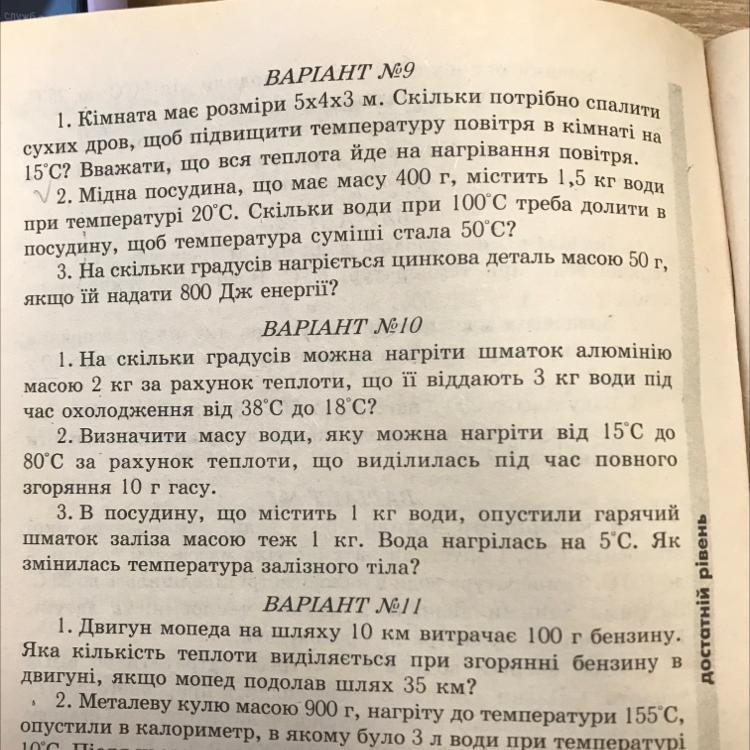 служб
ВАРІАНТ №9
1. Кімната має розміри 5х4х3 м. Скільки потрібно спалити
сухих дров, щоб підвищити температуру повітря в кімнаті на
15°С? Вважати, що вся теплота йде на нагрівання повітря.
2. Мідна посудина, що має масу 400 г, містить 1,5 кг води
при температурі 20°С. Скільки води при 100°С треба долити в
посудину, щоб температура суміші стала 50°С?
3. На скільки градусів нагріється цинкова деталь масою 50 г,
якщо їй надати 800 Дж енергії?
ВАРІАНТ №10
1. На скільки градусів можна нагріти шматок алюмінію
масою 2 кг за рахунок теплоти, що її віддають 3 кг води під
час охолодження від 38°С до 18°С?
2. Визначити масу води, яку можна нагріти від 15°С до
80°С за рахунок теплоти, що виділилась під час повного
згоряння 10 г гасу.
3. В посудину, що містить 1 кг води, опустили гарячий
шматок заліза масою теж 1 кг. Вода нагрілась на 5°С. Як
змінилась температура залізного тіла?
ВАРІАНТ №11
1. Двигун мопеда на шляху 10 км витрачає 100 г бензину.
Яка кількість теплоти виділяється при згорянні бензину в
двигуні, якщо мопед подолав шлях 35 км?
2. Металеву кулю масою 900 г, нагріту до температури 155°С,
опустили в калориметр, в якому було 3 л води при температурі
достатній рівень